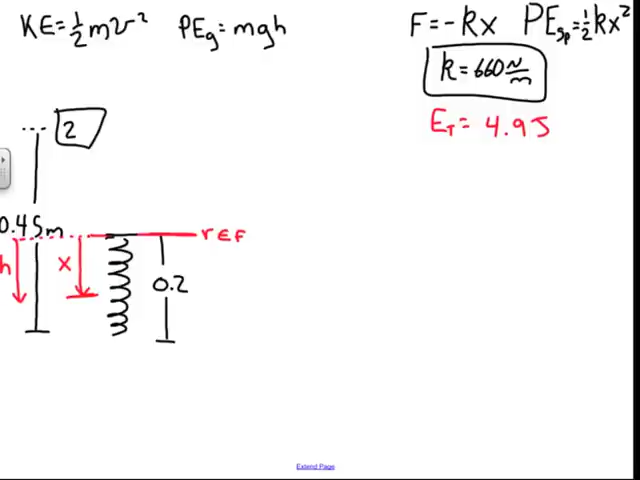 KE=½mv² PEg=mgh F=-kx PEsp=½kx²
k=660 N/m
ET= 4.9J
2
0.45m
REF
h x
0.2
Extend Page